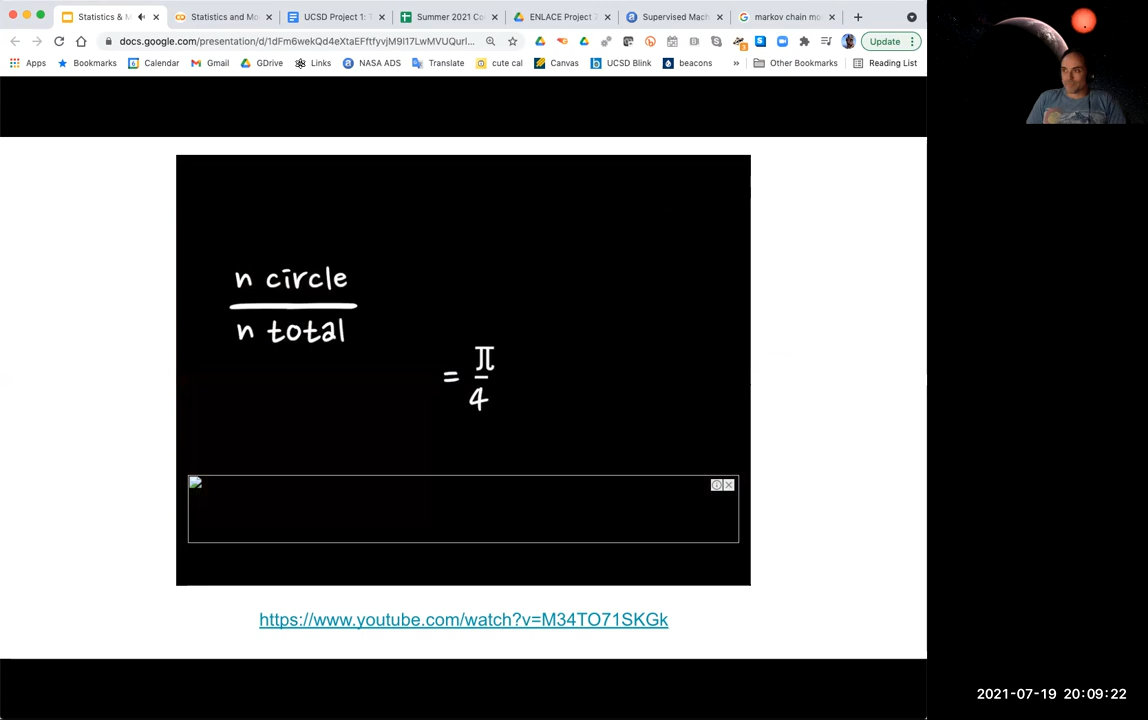 Statistics & M
Statistics and Mo
UCSD Project 1: T
Summer 2021 Co
ENLACE Project 7
Supervised Mach
markov chain mo
docs.google.com/presentation/d/1dFm6wekQd4eXtaEFftfyvjM9I17LwMVUQurl...
Update
Apps
Bookmarks
Calendar
Gmail
GDrive
Links
NASA ADS
Translate
cute cal
Canvas
UCSD Blink
beacons
»
Other Bookmarks
Reading List
n circle
n total
= π
4
https://www.youtube.com/watch?v=M34TO71SKGk
2021-07-19 20:09:22